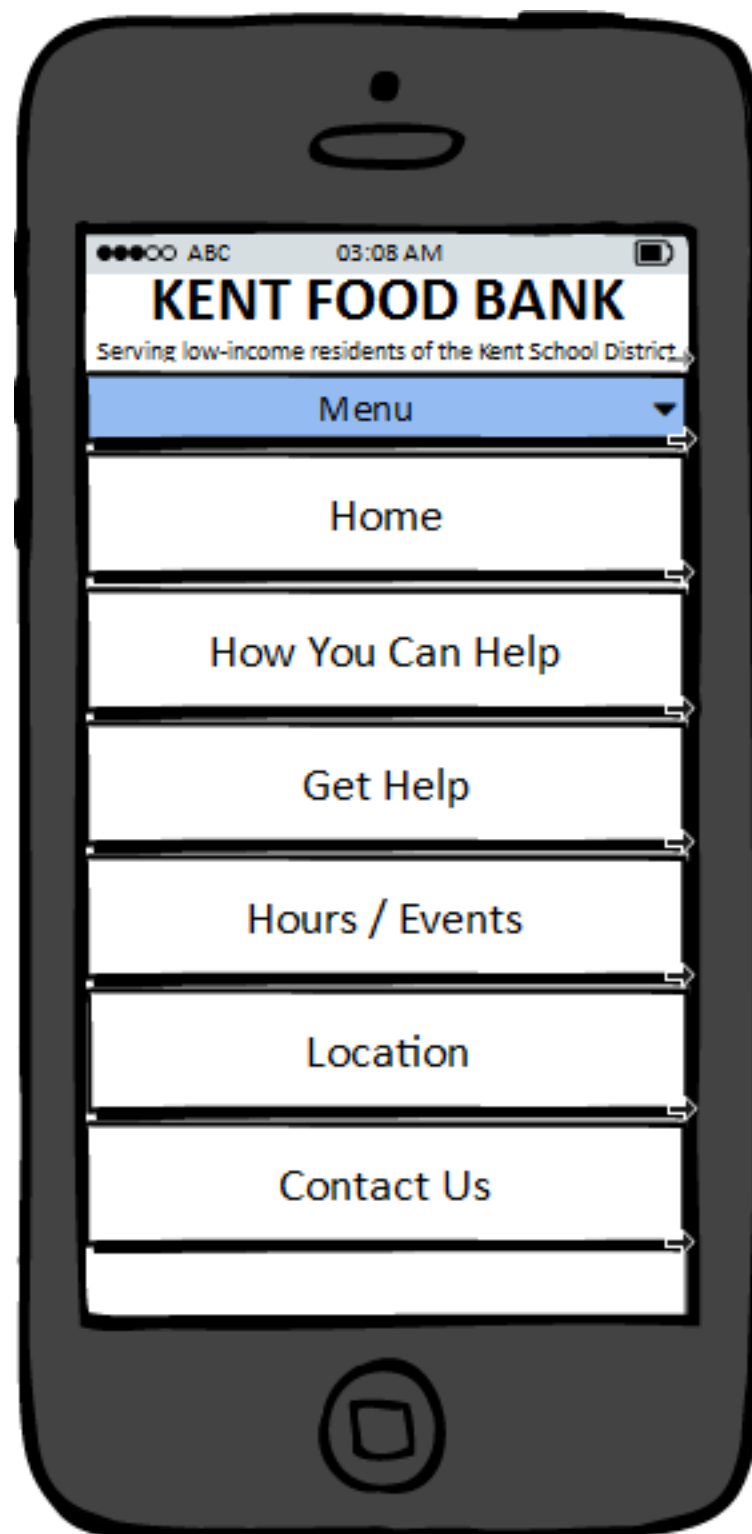 ABC 03:08 AM
KENT FOOD BANK
Serving low-income residents of the Kent School District
Menu
Home
How You Can Help
Get Help
Hours / Events
Location
Contact Us